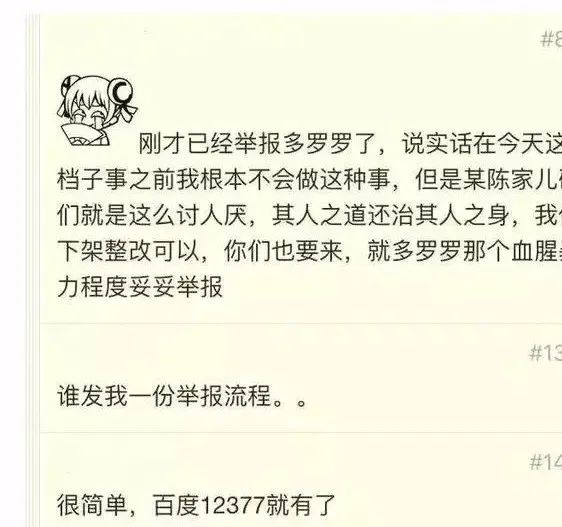 #8
刚才已经举报多罗罗了，说实话在今天这
档子事之前我根本不会做这种事，但是某陈家儿
们就是这么讨人厌，其人之道还治其人之身，我
下架整改可以，你们也要来，就多罗罗那个血腥
力程度妥妥举报
#13
谁发我一份举报流程。。
#14
很简单，百度12377就有了